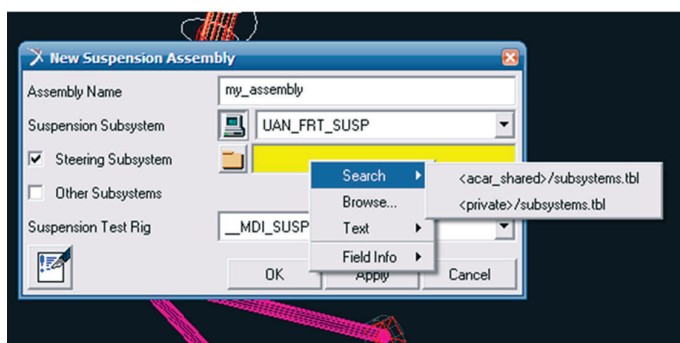 New Suspension Assembly
Assembly Name my_assembly
Suspension Subsystem UAN_FRT_SUSP
Steering Subsystem
Search
<acar_shared>/subsystems.tbl
Other Subsystems
Browse...
<private>/subsystems.tbl
Suspension Test Rig __MDI_SUSP
Text
Field Info
OK Apply Cancel